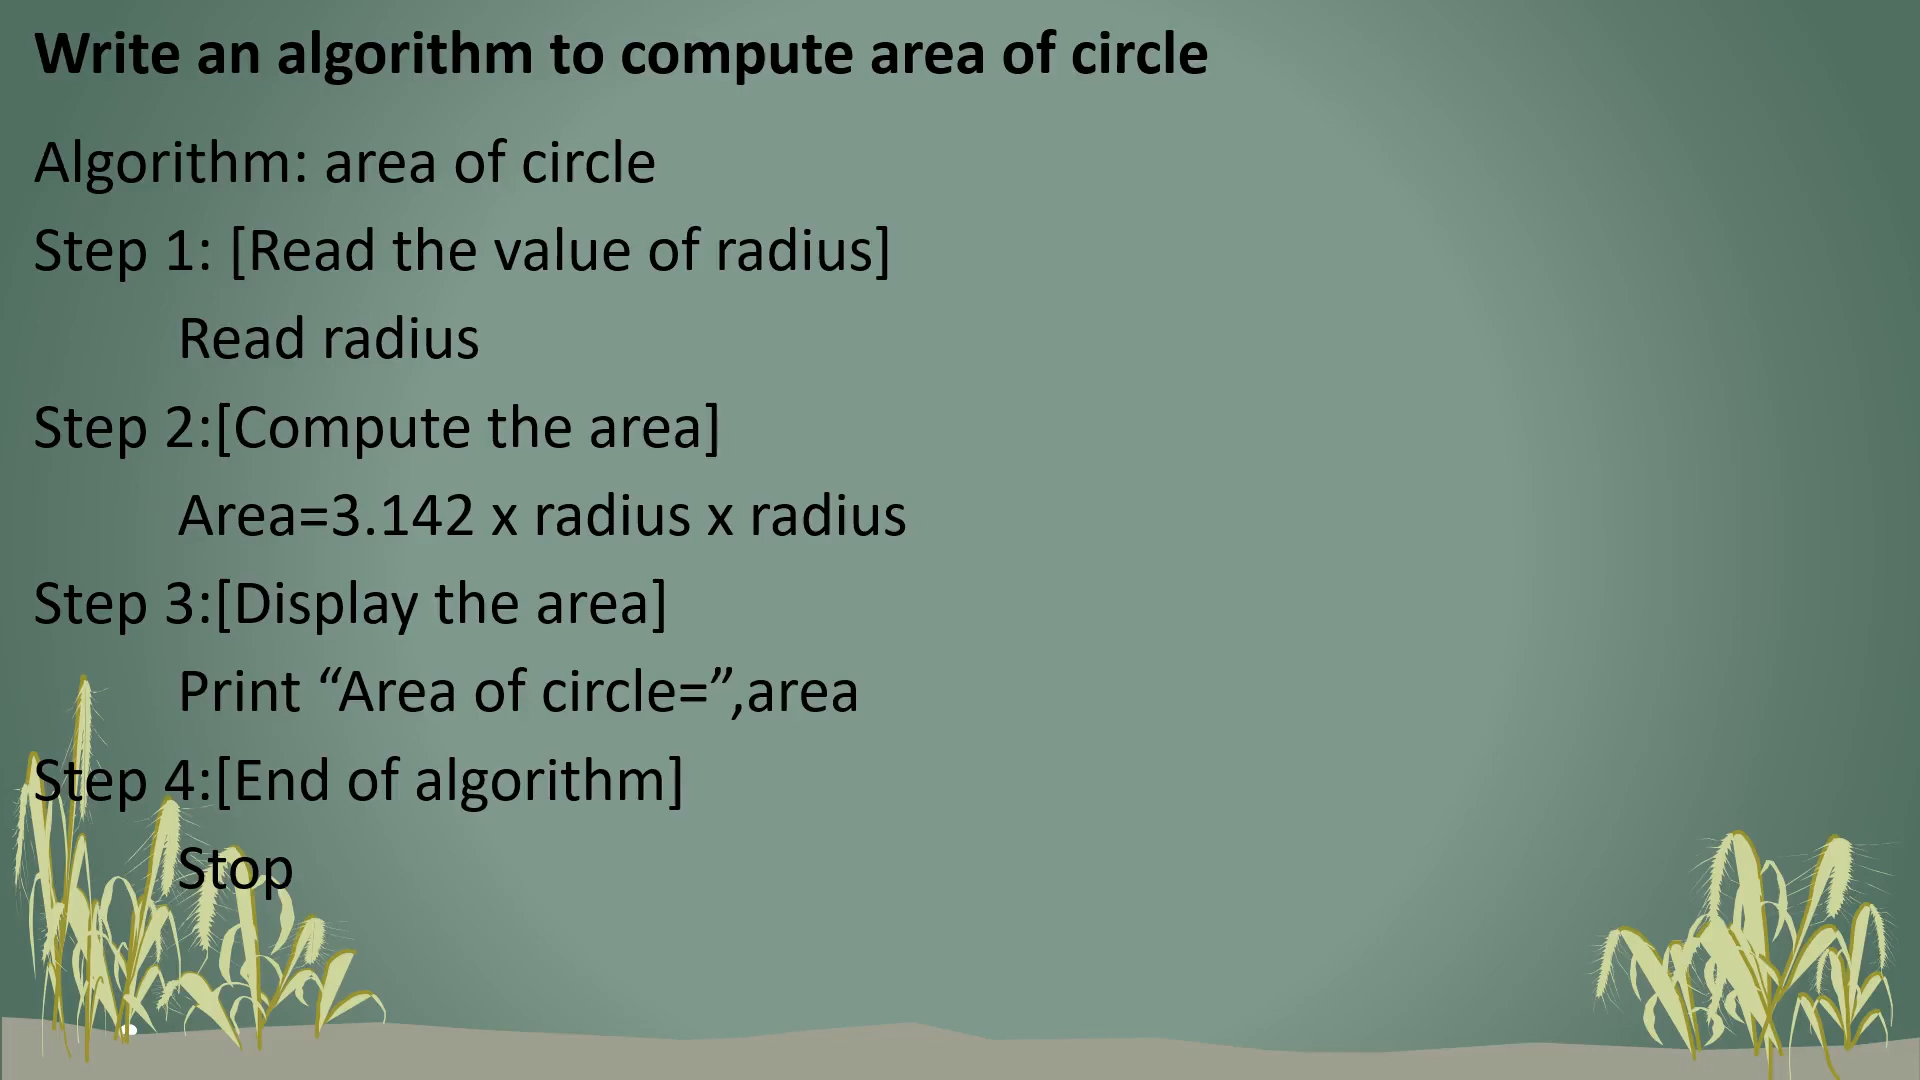 Write an algorithm to compute area of circle
Algorithm: area of circle
Step 1: [Read the value of radius]
Read radius
Step 2:[Compute the area]
Area=3.142 x radius x radius
Step 3:[Display the area]
Print “Area of circle=”,area
Step 4:[End of algorithm]
Stop